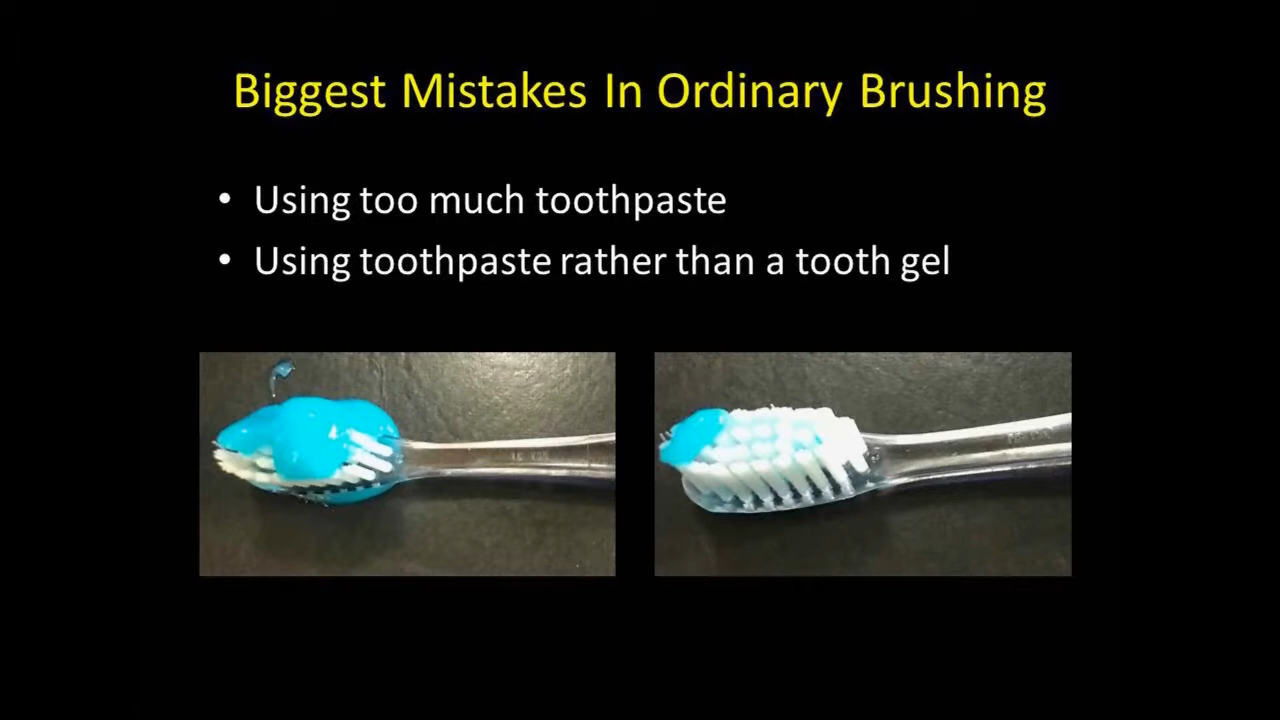 Biggest Mistakes In Ordinary Brushing
• Using too much toothpaste
• Using toothpaste rather than a tooth gel